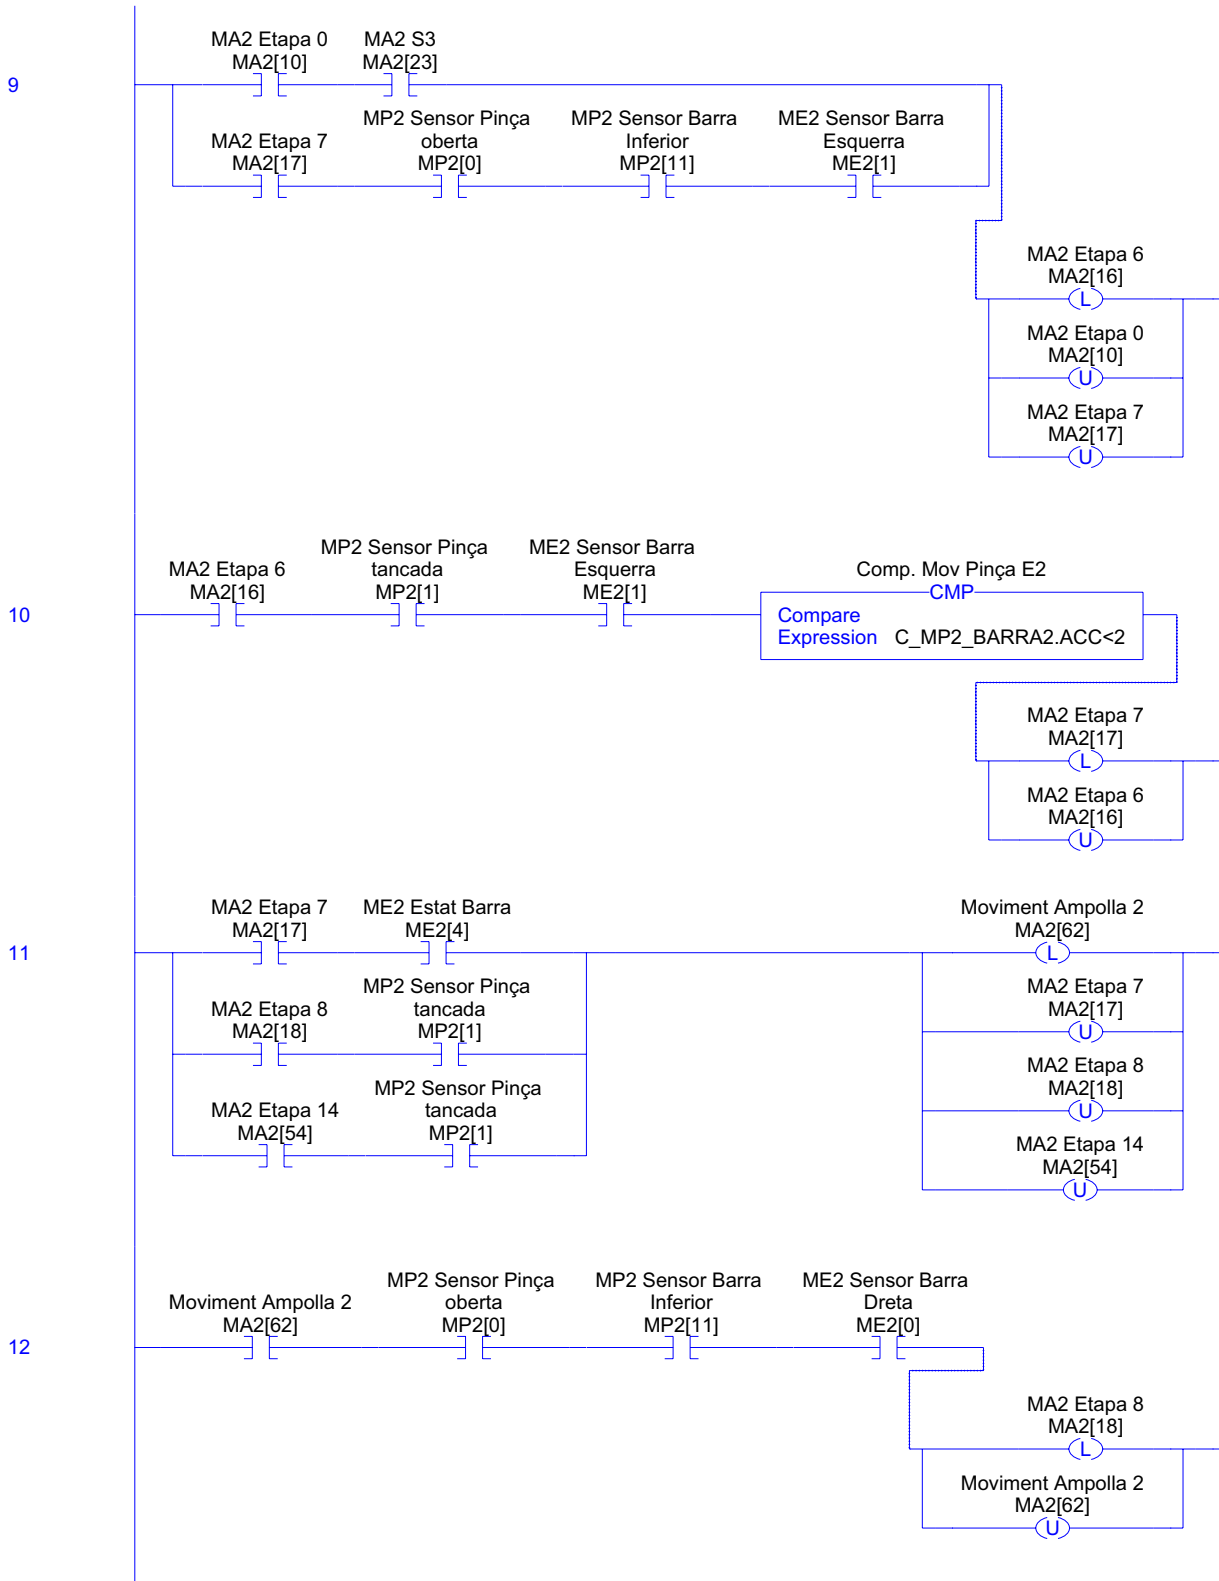 9
MA2 Etapa 0 MA2 S3
MA2[10] MA2[23]
MP2 Sensor Pinça MP2 Sensor Barra ME2 Sensor Barra
MA2 Etapa 7 oberta Inferior Esquerra
MA2[17] MP2[0] MP2[11] ME2[1]
MA2 Etapa 6
MA2[16]
L
MA2 Etapa 0
MA2[10]
U
MA2 Etapa 7
MA2[17]
U
10
MP2 Sensor Pinça ME2 Sensor Barra
MA2 Etapa 6 tancada Esquerra Comp. Mov Pinça E2
MA2[16] MP2[1] ME2[1] CMP
Compare
Expression C_MP2_BARRA2.ACC<2
MA2 Etapa 7
MA2[17]
L
MA2 Etapa 6
MA2[16]
U
11
MA2 Etapa 7 ME2 Estat Barra Moviment Ampolla 2
MA2[17] ME2[4] MA2[62]
L
MP2 Sensor Pinça MA2 Etapa 7
MA2 Etapa 8 tancada MA2[17]
MA2[18] MP2[1] U
MA2 Etapa 8
MP2 Sensor Pinça MA2[18]
MA2 Etapa 14 tancada U
MA2[54] MP2[1]
MA2 Etapa 14
MA2[54]
U
12
MP2 Sensor Pinça MP2 Sensor Barra ME2 Sensor Barra
Moviment Ampolla 2 oberta Inferior Dreta
MA2[62] MP2[0] MP2[11] ME2[0]
MA2 Etapa 8
MA2[18]
L
Moviment Ampolla 2
MA2[62]
U